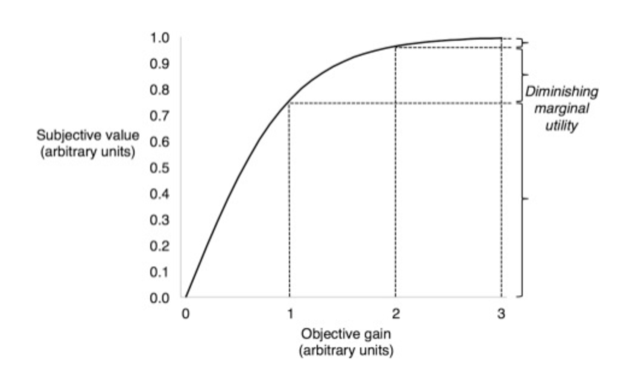 1.0
0.9
0.8
0.7
0.6
0.5
0.4
0.3
0.2
0.1
0.0
Subjective value
(arbitrary units)
Diminishing
marginal
utility
0 1 2 3
Objective gain
(arbitrary units)